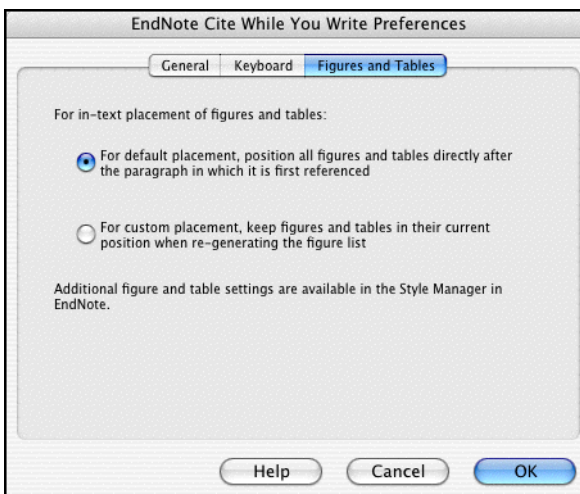 EndNote Cite While You Write Preferences
General Keyboard Figures and Tables
For in-text placement of figures and tables:
For default placement, position all figures and tables directly after
the paragraph in which it is first referenced
For custom placement, keep figures and tables in their current
position when re-generating the figure list
Additional figure and table settings are available in the Style Manager in
EndNote.
Help Cancel OK